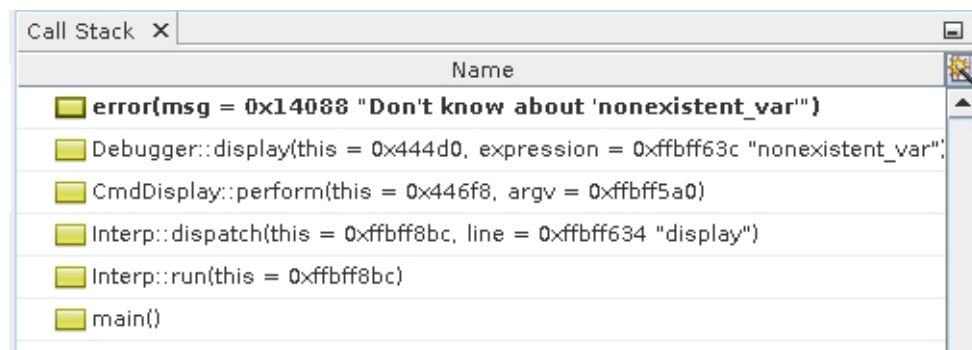 Call Stack X
Name
error(msg = 0x14088 "Don't know about 'nonexistent_var'")
Debugger::display(this = 0x444d0, expression = 0xffbff63c "nonexistent_var")
CmdDisplay::perform(this = 0x446f8, argv = 0xffbff5a0)
Interp::dispatch(this = 0xffbff8bc, line = 0xffbff634 "display")
Interp::run(this = 0xffbff8bc)
main()